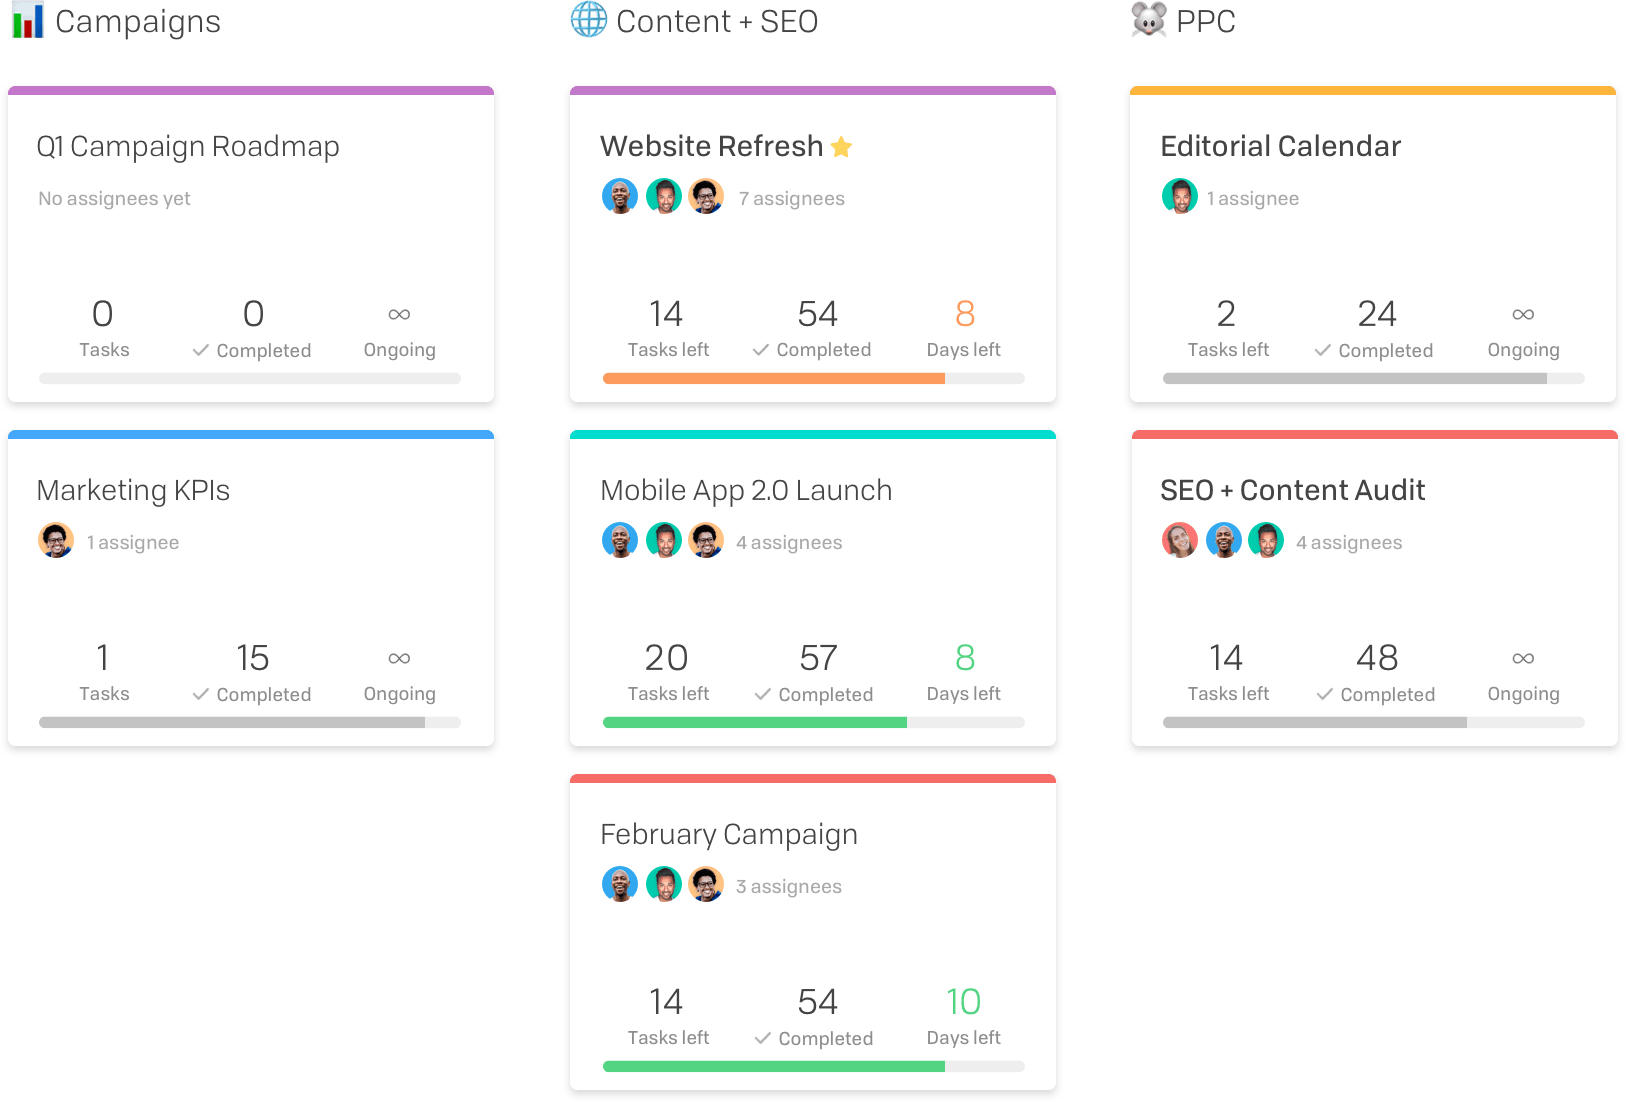 Campaigns
Q1 Campaign Roadmap
No assignees yet
0 0 ∞
Tasks ✓ Completed Ongoing
Marketing KPIs
1 assignee
1 15 ∞
Tasks ✓ Completed Ongoing
Content + SEO
Website Refresh
7 assignees
14 54 8
Tasks left ✓ Completed Days left
Mobile App 2.0 Launch
4 assignees
20 57 8
Tasks left ✓ Completed Days left
February Campaign
3 assignees
14 54 10
Tasks left ✓ Completed Days left
PPC
Editorial Calendar
1 assignee
2 24 ∞
Tasks left ✓ Completed Ongoing
SEO + Content Audit
4 assignees
14 48 ∞
Tasks left ✓ Completed Ongoing